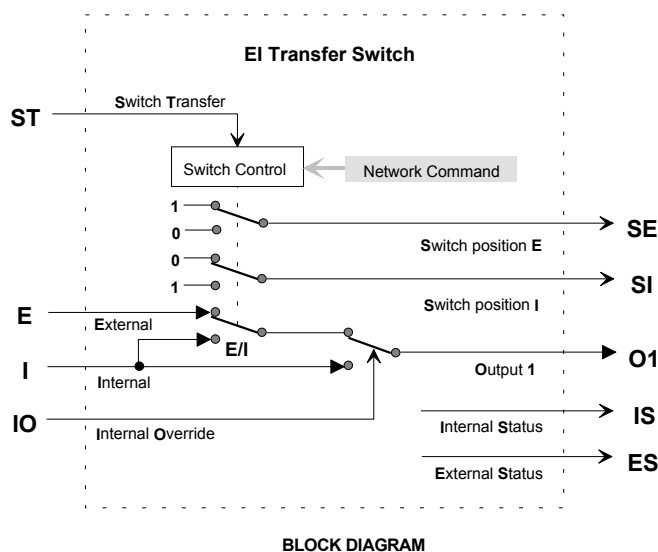 EI Transfer Switch
Switch Transfer
ST
Switch Control
Network Command
1
0
Switch position E
SE
0
1
Switch position I
SI
E
External
E/I
I
Internal
Output 1
O1
IO
Internal Override
Internal Status
IS
External Status
ES
BLOCK DIAGRAM